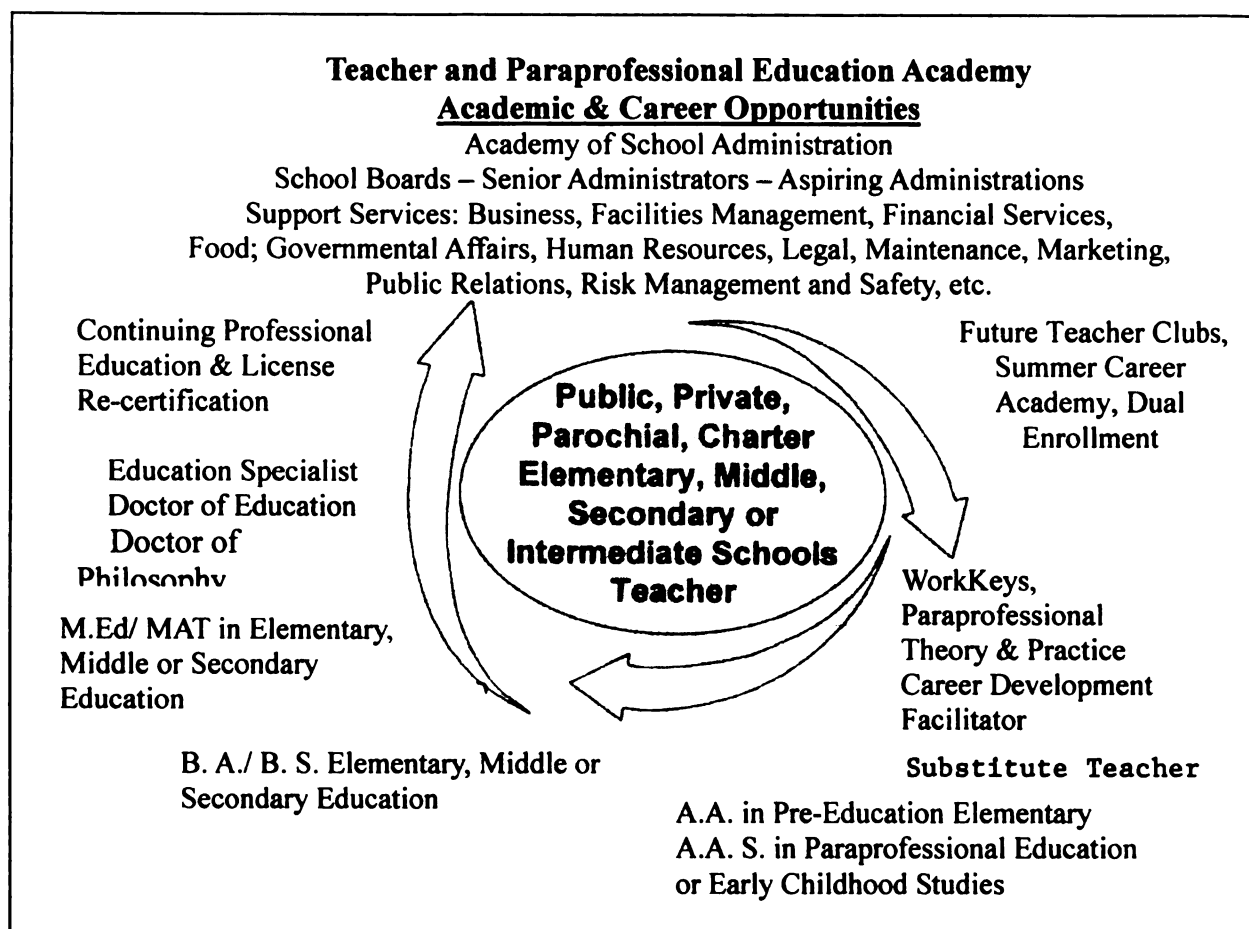 Teacher and Paraprofessional Education Academy
Academic & Career Opportunities
Academy of School Administration
School Boards – Senior Administrators – Aspiring Administrations
Support Services: Business, Facilities Management, Financial Services,
Food; Governmental Affairs, Human Resources, Legal, Maintenance, Marketing,
Public Relations, Risk Management and Safety, etc.
Continuing Professional
Education & License
Re-certification
Future Teacher Clubs,
Summer Career
Academy, Dual
Enrollment
Public, Private,
Parochial, Charter
Elementary, Middle,
Secondary or
Intermediate Schools
Teacher
Education Specialist
Doctor of Education
Doctor of
Philosophy
WorkKeys,
Paraprofessional
Theory & Practice
Career Development
Facilitator
M.Ed/ MAT in Elementary,
Middle or Secondary
Education
B. A./ B. S. Elementary, Middle or
Secondary Education
Substitute Teacher
A.A. in Pre-Education Elementary
A.A. S. in Paraprofessional Education
or Early Childhood Studies